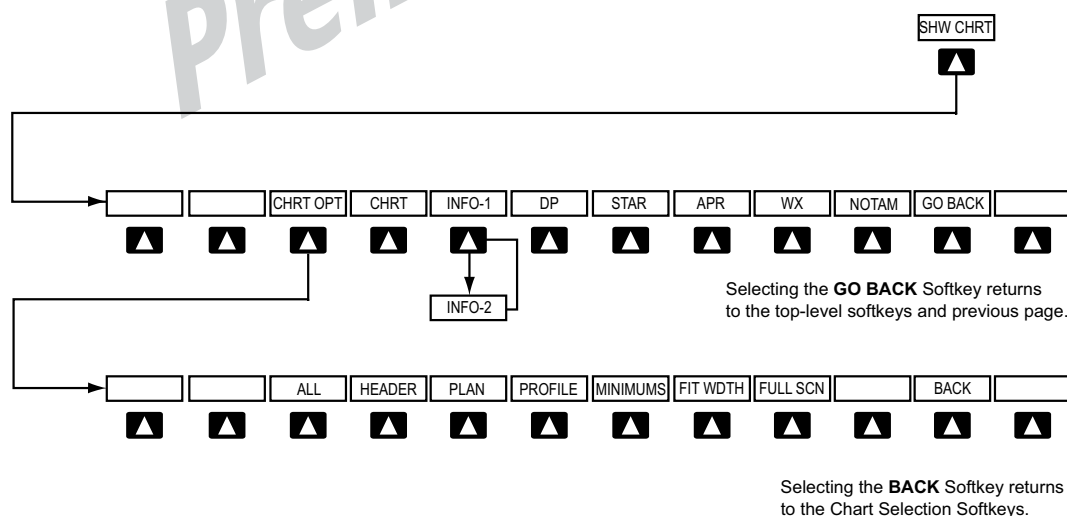 SHW CHRT
CHRT OPT CHRT INFO-1 DP STAR APR WX NOTAM GO BACK
INFO-2
Selecting the GO BACK Softkey returns
to the top-level softkeys and previous page.
ALL HEADER PLAN PROFILE MINIMUMS FIT WDTH FULL SCN BACK
Selecting the BACK Softkey returns
to the Chart Selection Softkeys.